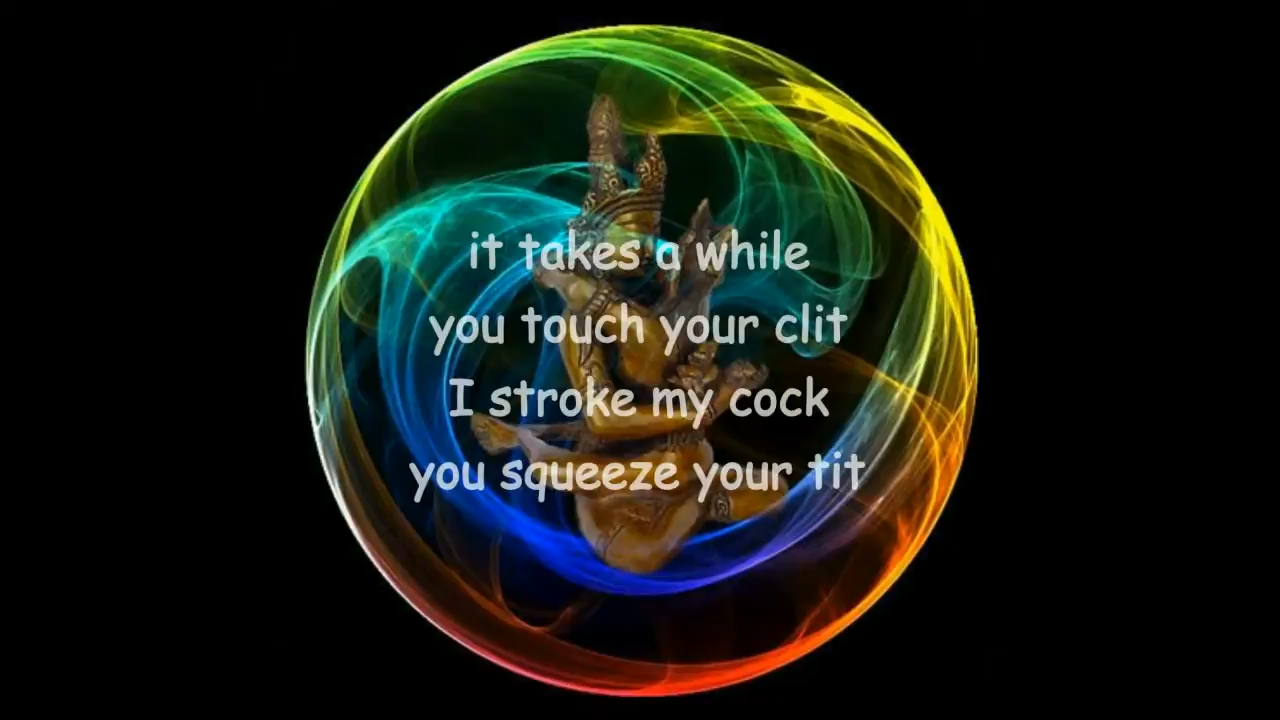 it takes a while
you touch your clit
I stroke my cock
you squeeze your tit